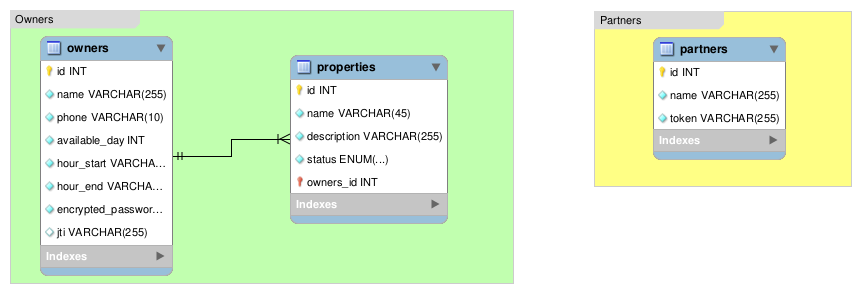 Owners
owners
id INT
name VARCHAR(255)
phone VARCHAR(10)
available_day INT
hour_start VARCHA...
hour_end VARCHA...
encrypted_passwor...
jti VARCHAR(255)
Indexes
properties
id INT
name VARCHAR(45)
description VARCHAR(255)
status ENUM(...)
owners_id INT
Indexes
Partners
partners
id INT
name VARCHAR(255)
token VARCHAR(255)
Indexes